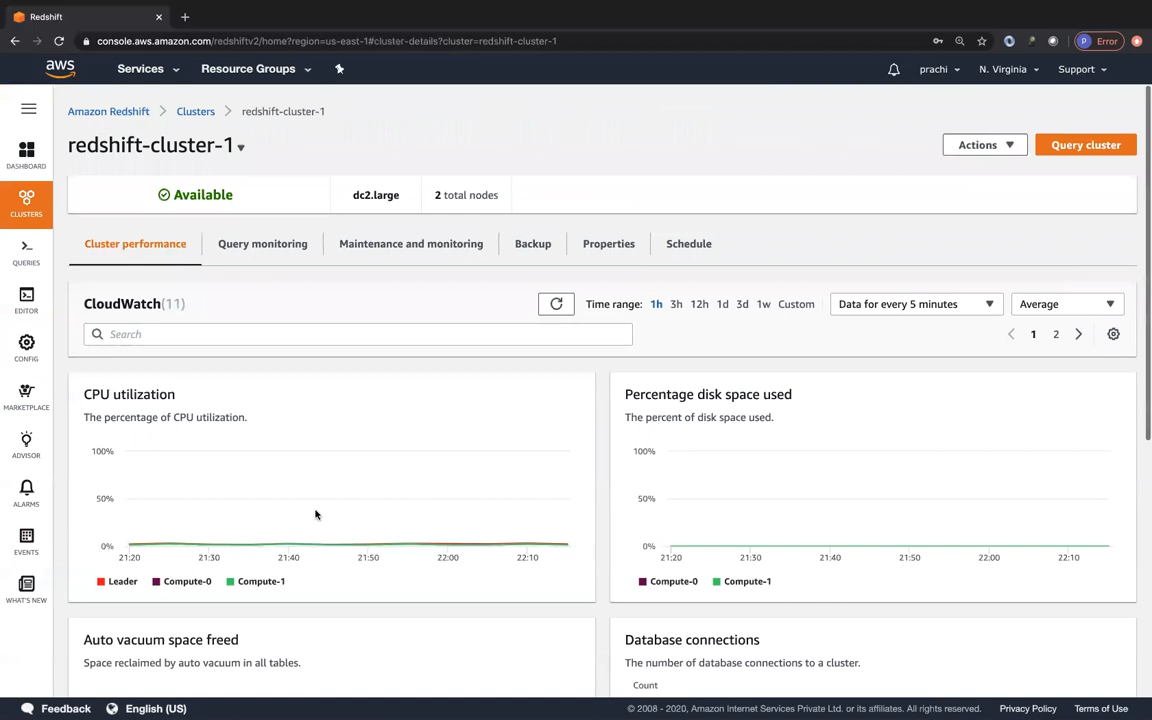 Redshift
console.aws.amazon.com/redshiftv2/home?region=us-east-1#cluster-details?cluster=redshift-cluster-1
P Error
aws Services Resource Groups prachi N. Virginia Support
Amazon Redshift Clusters redshift-cluster-1
redshift-cluster-1 Actions Query cluster
DASHBOARD
CLUSTERS
QUERIES
EDITOR
CONFIG
MARKETPLACE
ADVISOR
ALARMS
EVENTS
WHAT'S NEW
Available dc2.large 2 total nodes
Cluster performance Query monitoring Maintenance and monitoring Backup Properties Schedule
CloudWatch(11) Time range: 1h 3h 12h 1d 3d 1w Custom Data for every 5 minutes Average
Search 1 2
CPU utilization
The percentage of CPU utilization.
100%
50%
0%
21:20 21:30 21:40 21:50 22:00 22:10
Leader Compute-0 Compute-1
Percentage disk space used
The percent of disk space used.
100%
50%
0%
21:20 21:30 21:40 21:50 22:00 22:10
Compute-0 Compute-1
Auto vacuum space freed
Space reclaimed by auto vacuum in all tables.
Database connections
The number of database connections to a cluster.
Count
Feedback English (US) © 2008 - 2020, Amazon Internet Services Private Ltd. or its affiliates. All rights reserved. Privacy Policy Terms of Use